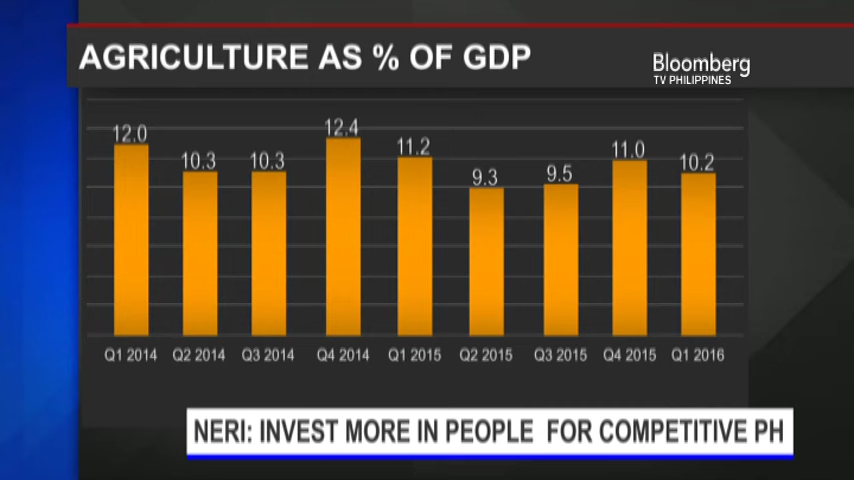 AGRICULTURE AS % OF GDP
Bloomberg
TV PHILIPPINES
12.0 10.3 10.3 12.4 11.2 9.3 9.5 11.0 10.2
Q1 2014 Q2 2014 Q3 2014 Q4 2014 Q1 2015 Q2 2015 Q3 2015 Q4 2015 Q1 2016
NERI: INVEST MORE IN PEOPLE FOR COMPETITIVE PH